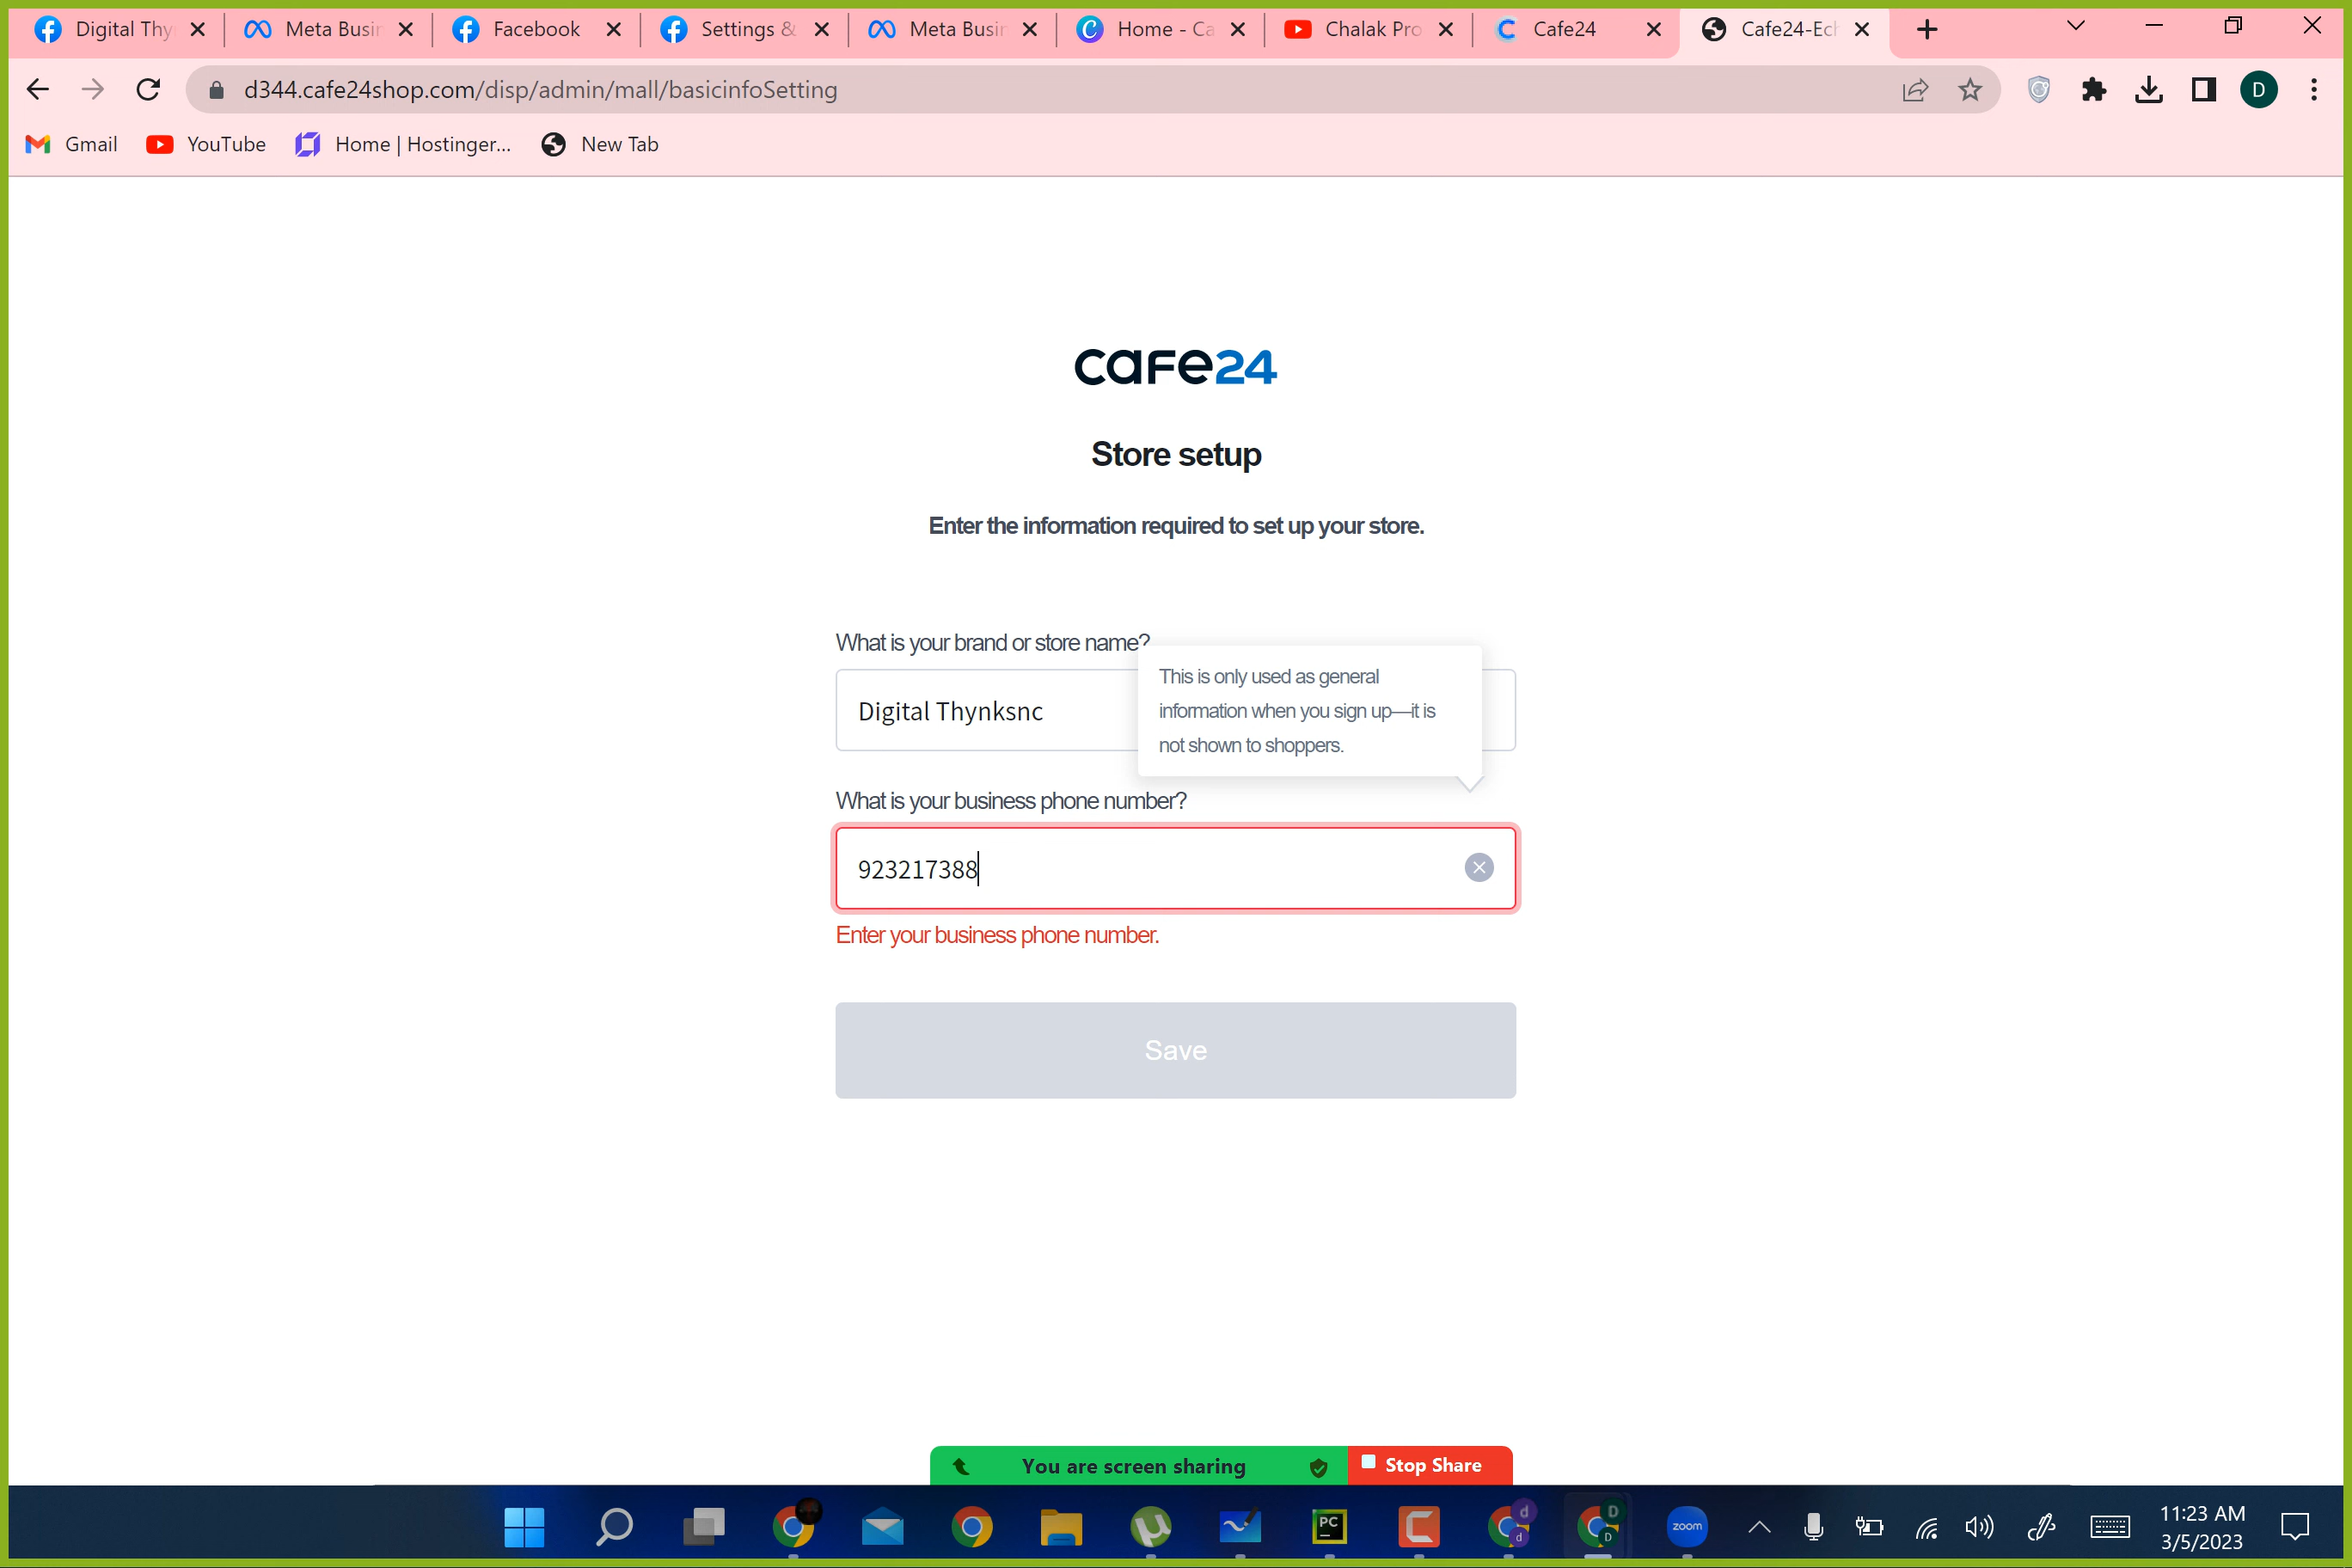 Digital Thy
Meta Busir
Facebook
Settings &
Meta Busir
Home - Ca
Chalak Pro
Cafe24
Cafe24-Ech
d344.cafe24shop.com/disp/admin/mall/basicinfoSetting
D
Gmail
YouTube
Home | Hostinger...
New Tab
cafe24
Store setup
Enter the information required to set up your store.
What is your brand or store name?
Digital Thynksnc
This is only used as general
information when you sign up—it is
not shown to shoppers.
What is your business phone number?
923217388
Enter your business phone number.
Save
You are screen sharing
Stop Share
PC
d
d
D
D
zoom
11:23 AM
3/5/2023